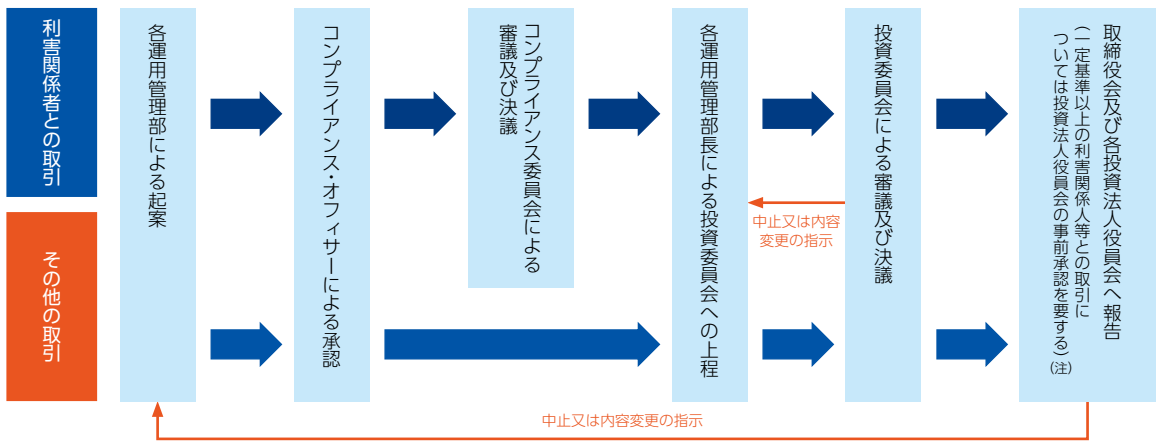 利害関係者との取引
その他の取引
各運用管理部による起案
コンプライアンス・オフィサーによる承認
コンプライアンス委員会による
審議及び決議
各運用管理部長による投資委員会への上程
投資委員会による審議及び決議
取締役会及び各投資法人役員会へ報告
(一定基準以上の利害関係人等との取引に
ついては投資法人役員会の事前承認を要する)(注)
中止又は内容
変更の指示
中止又は内容変更の指示